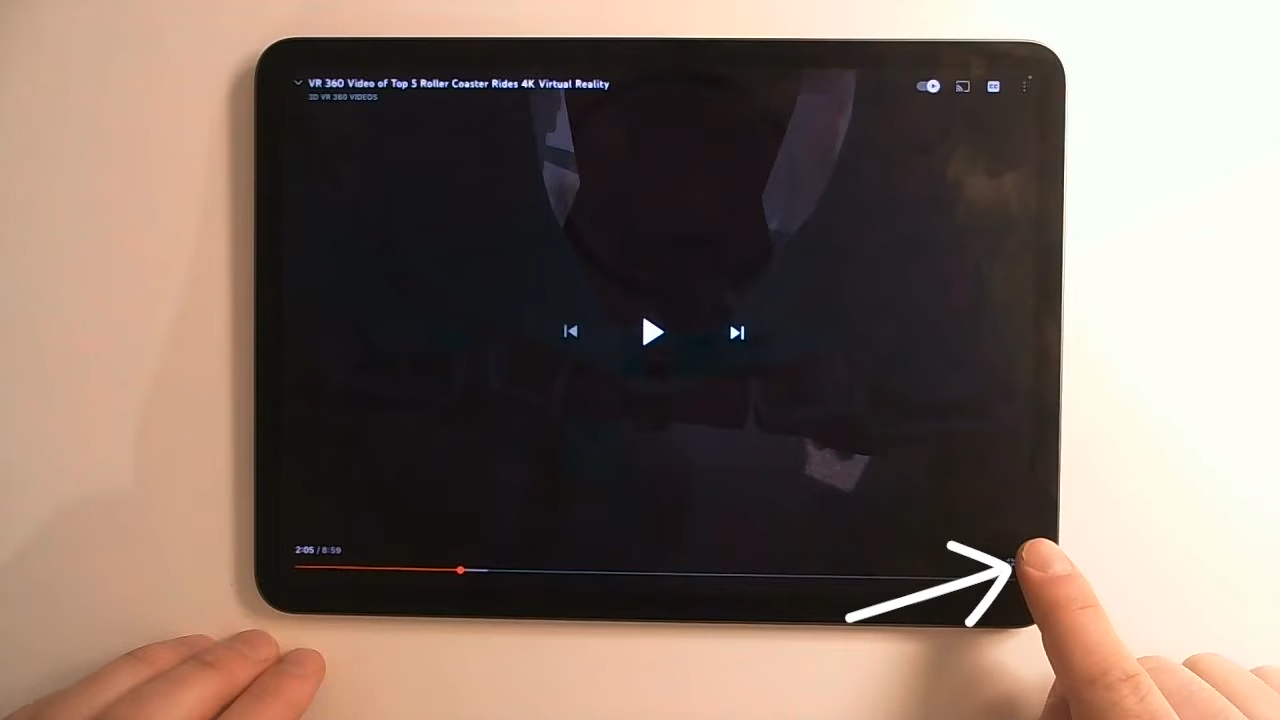 VR 360 Video of Top 5 Roller Coaster Rides 4K Virtual Reality
3D VR 360 VIDEOS
CC
2:05 / 8:59